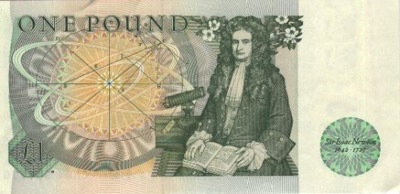 ONE POUND
Sir Isaac Newton
1642-1727
£1